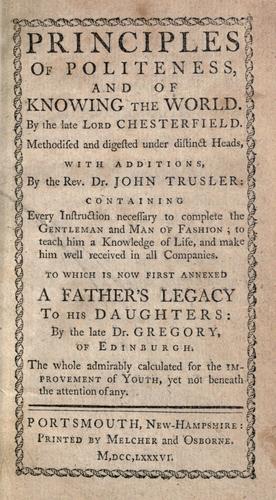 PRINCIPLES
OF POLITENESS,
AND OF
KNOWING THE WORLD.
By the late LORD CHESTERFIELD.
Methodiſed and digeſted under diſtinct Heads,
WITH ADDITIONS,
By the Rev. Dr. JOHN TRUSLER:
CONTAINING
Every Inſtruction neceſſary to complete the
GENTLEMAN and MAN OF FASHION; to
teach him a Knowledge of Life, and make
him well received in all Companies.
TO WHICH IS NOW FIRST ANNEXED
A FATHER'S LEGACY
TO HIS DAUGHTERS:
By the late Dr. GREGORY,
OF EDINBURGH.
The whole admirably calculated for the IM-
PROVEMENT OF YOUTH, yet not beneath
the attention of any.
PORTSMOUTH, NEW-HAMPSHIRE:
PRINTED BY MELCHER AND OSBORNE.
M,DCC,LXXXVI.